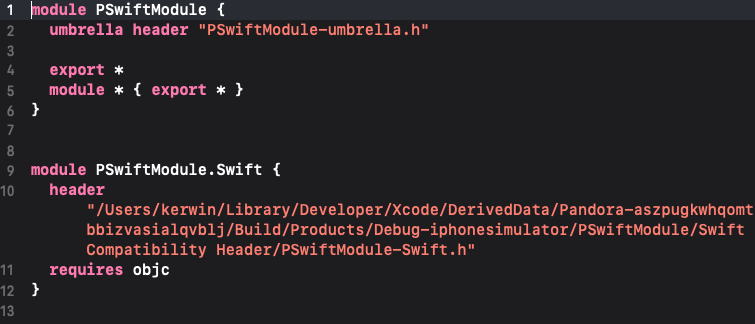 1 module PSwiftModule {
2 umbrella header "PSwiftModule-umbrella.h"
3
4 export *
5 module * { export * }
6 }
7
8
9 module PSwiftModule.Swift {
10 header
"/Users/kerwin/Library/Developer/Xcode/DerivedData/Pandora-aszpugkwhqomt
bbizvasialqvblj/Build/Products/Debug-iphonesimulator/PSwiftModule/Swift
Compatibility Header/PSwiftModule-Swift.h"
11 requires objc
12 }
13